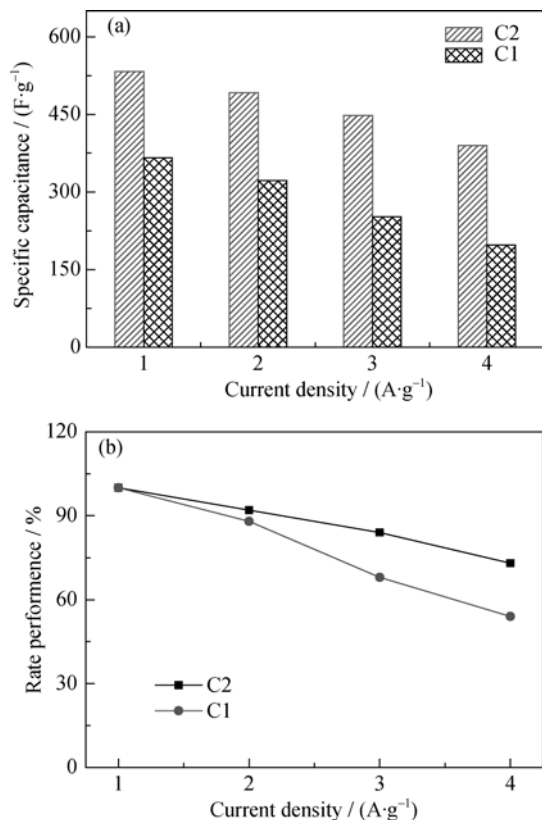 (a)
C2
C1
600
450
300
150
0
Specific capacitance / (F·g⁻¹)
1 2 3 4
Current density / (A·g⁻¹)
(b)
120
90
60
30
0
Rate performence / %
C2
C1
1 2 3 4
Current density / (A·g⁻¹)